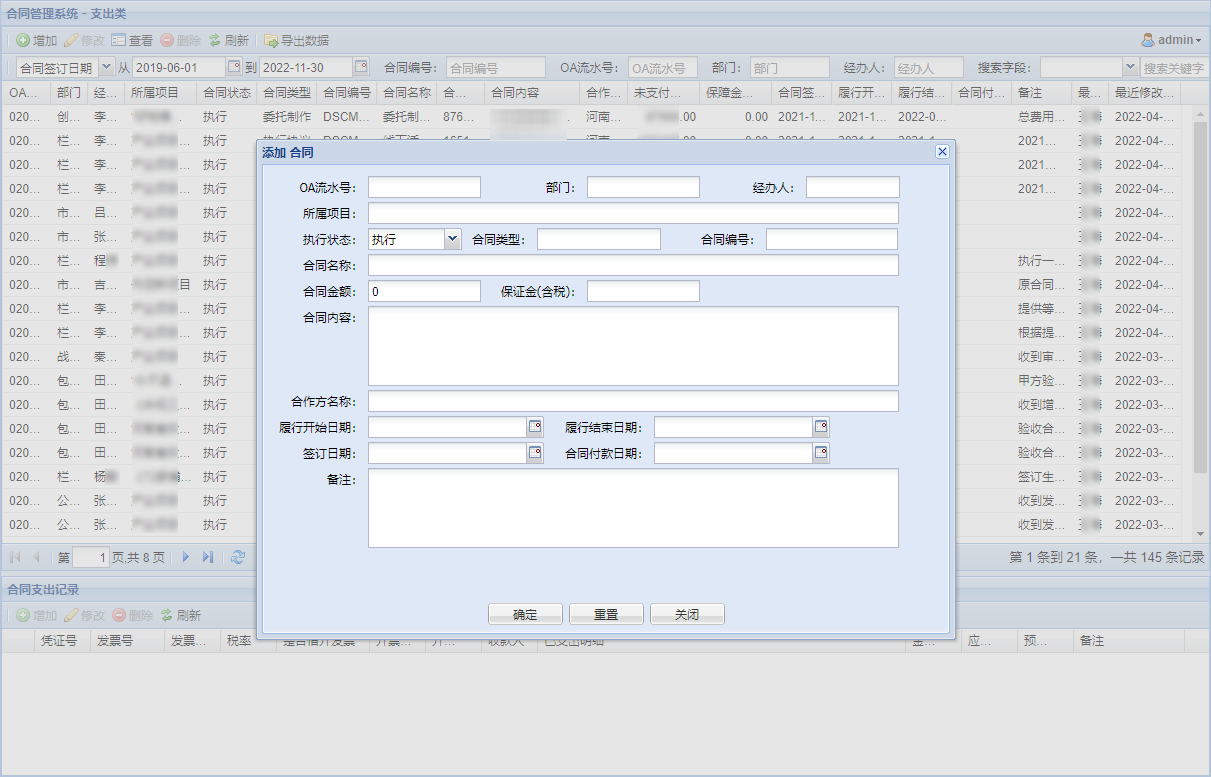 合同管理系统 - 支出类
增加 修改 查看 删除 刷新 导出数据 admin
合同签订日期 从 2019-06-01 到 2022-11-30 合同编号: 合同编号 OA流水号: OA流水号 部门: 部门 经办人: 经办人 搜索字段: 搜索关键字
OA... 部门 经... 所属项目 合同状态 合同类型 合同编号 合同名称 合... 合同内容 合作... 未支付... 保障金... 合同签... 履行开... 履行结... 合同付... 备注 最... 最近修改...
020... 创... 李... 执行 委托制作 DSCM... 委托制... 876... 河南... .00 0.00 2021-1... 2021-1... 2022-0... 总费用... 2022-04-...
020... 栏... 李... 执行 2021... 2022-04-...
020... 栏... 李... 执行 2021... 2022-04-...
020... 栏... 李... 执行 2021... 2022-04-...
020... 市... 吕... 执行 2022-04-...
020... 市... 张... 执行 2022-04-...
020... 栏... 程 执行 执行一... 2022-04-...
020... 市... 吉... 目 执行 原合同... 2022-04-...
020... 栏... 李... 执行 提供等... 2022-04-...
020... 栏... 李... 执行 根据提... 2022-04-...
020... 战... 秦... 执行 收到审... 2022-03-...
020... 包... 田... 执行 甲方验... 2022-03-...
020... 包... 田... 执行 收到增... 2022-03-...
020... 包... 田... 执行 验收合... 2022-03-...
020... 包... 田... 执行 验收合... 2022-03-...
020... 栏... 杨 执行 签订生... 2022-03-...
020... 公... 张... 执行 收到发... 2022-03-...
020... 公... 张... 执行 收到发... 2022-03-...
第 1 页,共 8 页 第 1 条到 21 条，一共 145 条记录
合同支出记录
增加 修改 删除 刷新
凭证号 发票号 发票... 税率 是否借开发票 开票... 收款人 已支出明细 金... 应... 预... 备注
添加 合同
OA流水号: 部门: 经办人:
所属项目:
执行状态: 执行 合同类型: 合同编号:
合同名称:
合同金额: 0 保证金(含税):
合同内容:
合作方名称:
履行开始日期: 履行结束日期:
签订日期: 合同付款日期:
备注:
确定 重置 关闭